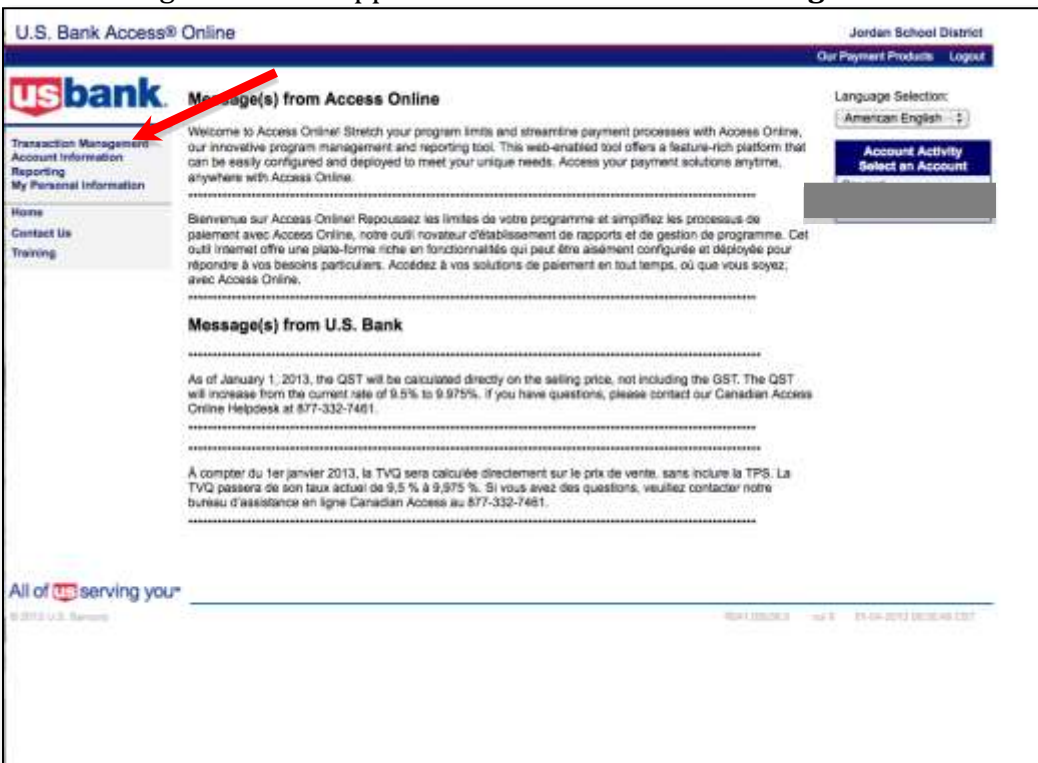 U.S. Bank Access® Online
Jordan School District
Our Payment Products Logout
usbank.
Message(s) from Access Online
Language Selection:
American English
Transaction Management
Account Information
Reporting
My Personal Information
Home
Contact Us
Training
Welcome to Access Online! Stretch your program limits and streamline payment processes with Access Online,
our innovative program management and reporting tool. This web-enabled tool offers a feature-rich platform that
can be easily configured and deployed to meet your unique needs. Access your payment solutions anytime,
anywhere with Access Online.
Account Activity
Select an Account
Bienvenue sur Access Online! Repoussez les limites de votre programme et simplifiez les processus de
paiement avec Access Online, notre outil novateur d'établissement de rapports et de gestion de programme. Cet
outil Internet offre une plate-forme riche en fonctionnalités qui peut être aisément configurée et déployée pour
répondre à vos besoins particuliers. Accédez à vos solutions de paiement en tout temps, où que vous soyez,
avec Access Online.
Message(s) from U.S. Bank
As of January 1, 2013, the QST will be calculated directly on the selling price, not including the GST. The QST
will increase from the current rate of 9.5% to 9.975%. If you have questions, please contact our Canadian Access
Online Helpdesk at 877-332-7461.
À compter du 1er janvier 2013, la TVQ sera calculée directement sur le prix de vente, sans inclure la TPS. La
TVQ passera de son taux actuel de 9,5 % à 9,975 %. Si vous avez des questions, veuillez contacter notre
bureau d'assistance en ligne Canadian Access au 877-332-7461.
All of us serving you